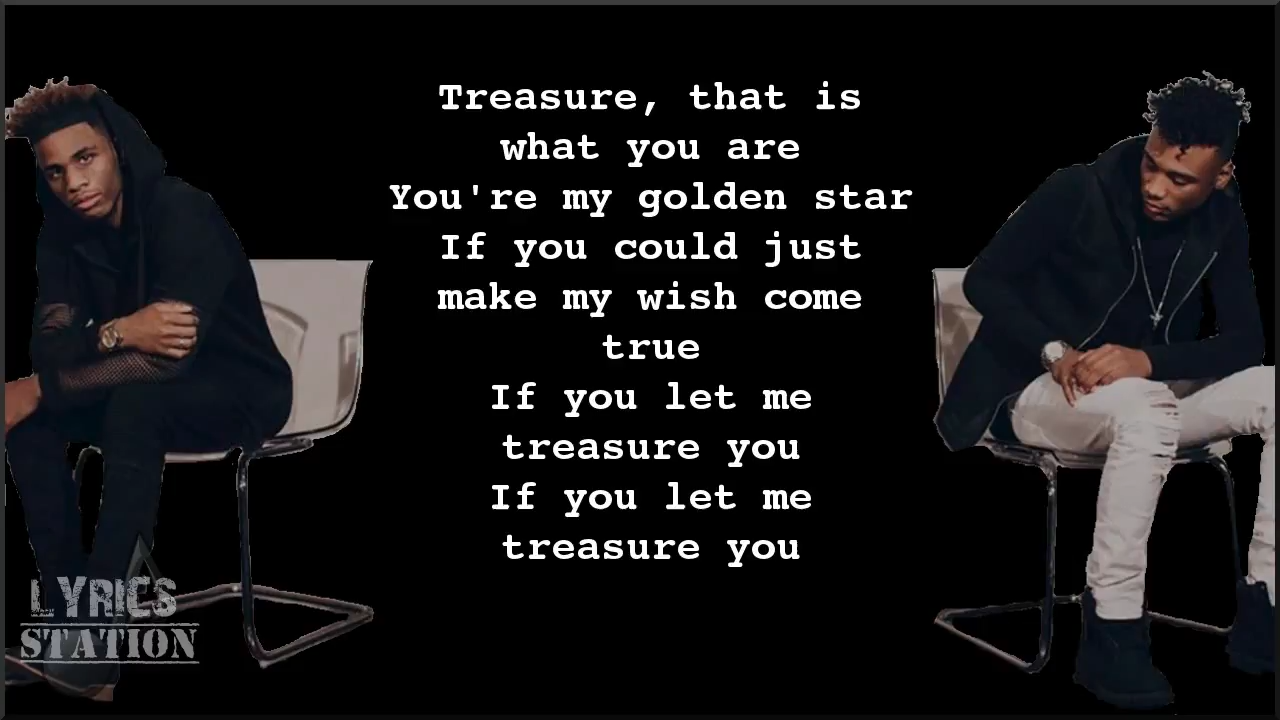 Treasure, that is
what you are
You're my golden star
If you could just
make my wish come
true
If you let me
treasure you
If you let me
treasure you
LYRICS
STATION